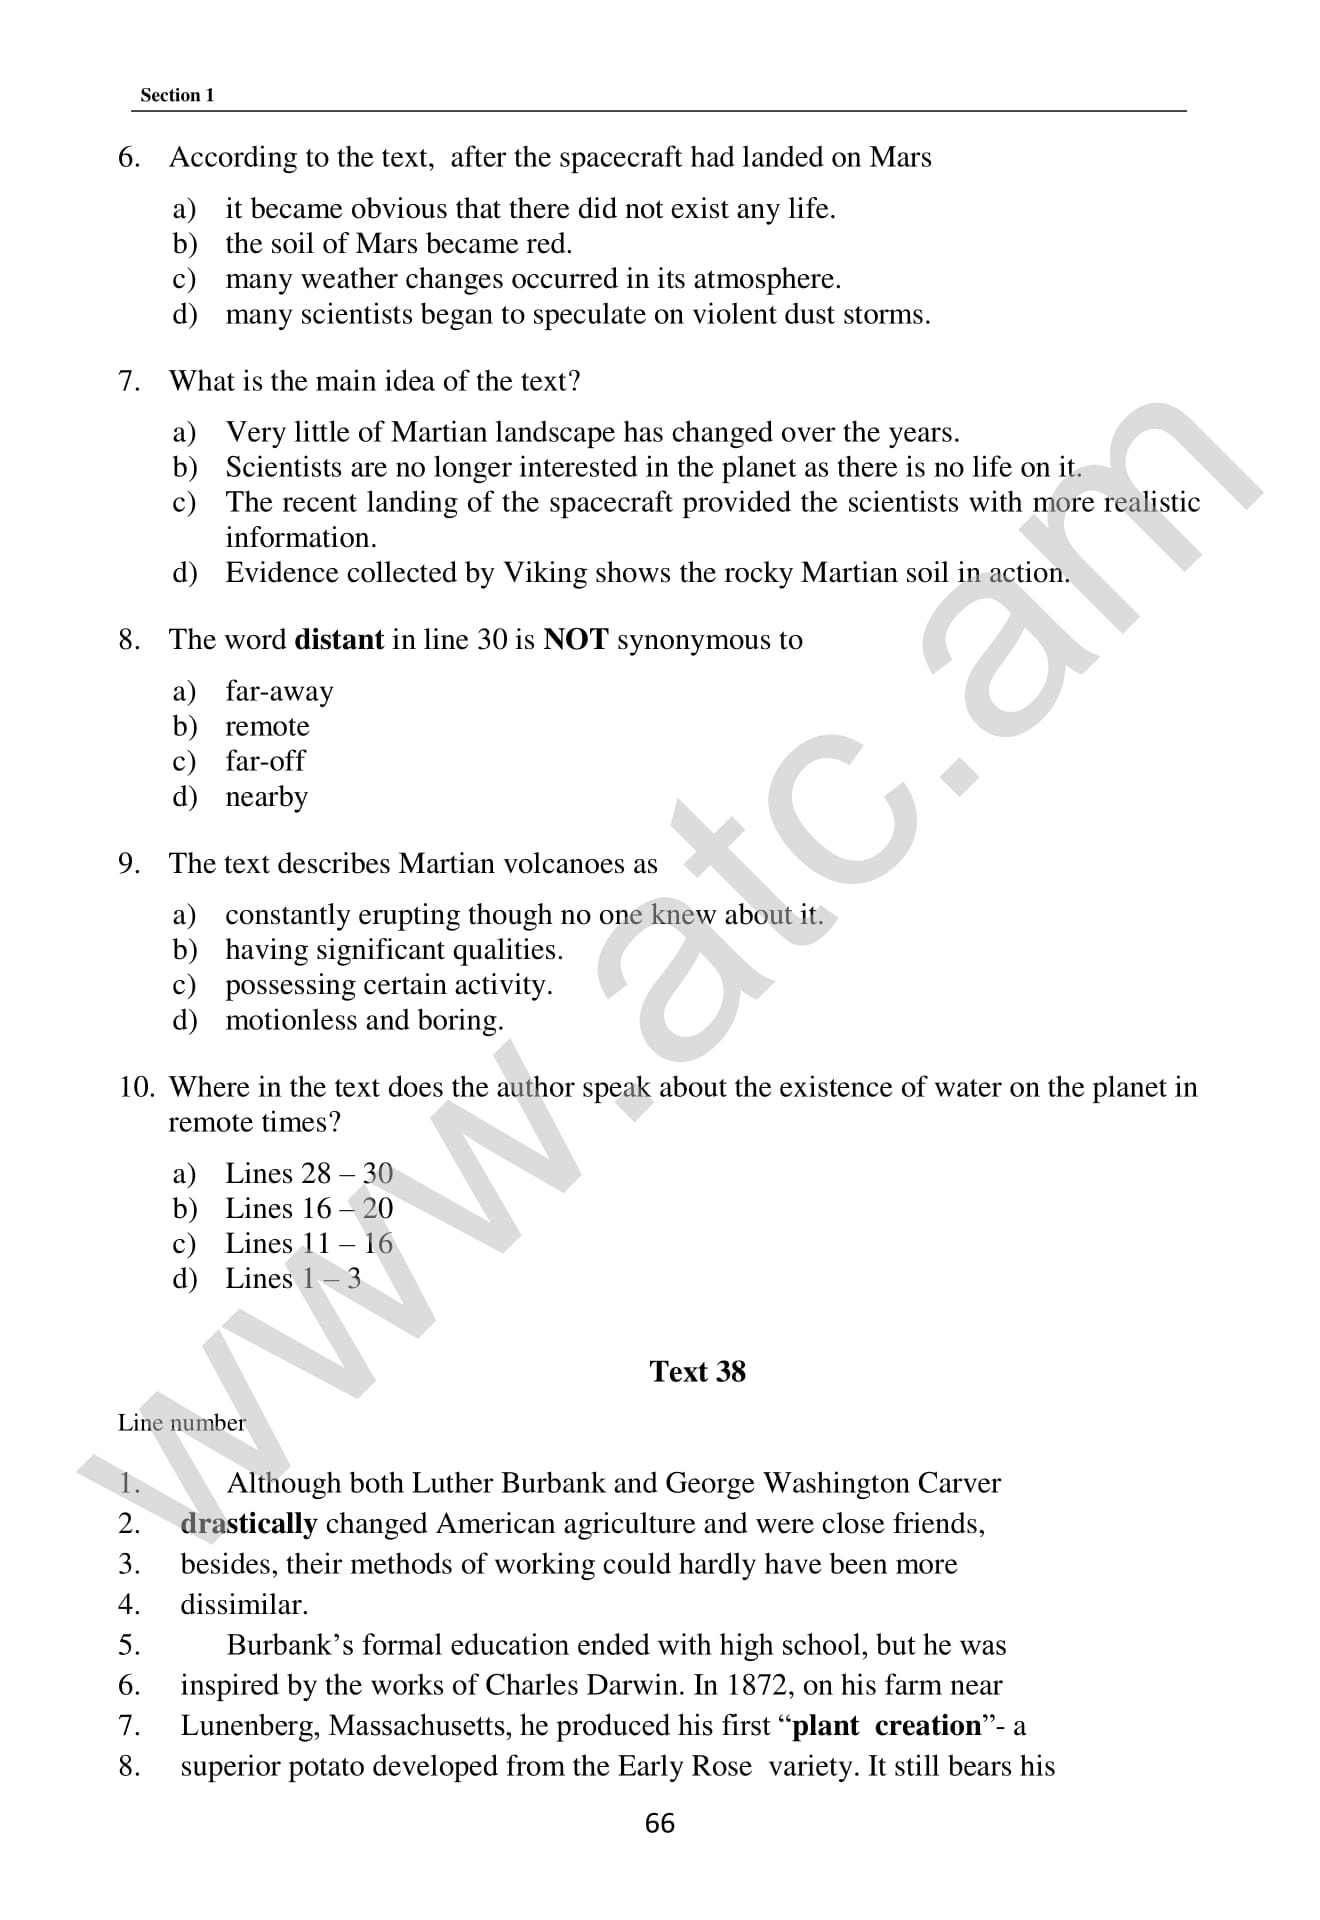 Section 1
6. According to the text, after the spacecraft had landed on Mars
a) it became obvious that there did not exist any life.
b) the soil of Mars became red.
c) many weather changes occurred in its atmosphere.
d) many scientists began to speculate on violent dust storms.
7. What is the main idea of the text?
a) Very little of Martian landscape has changed over the years.
b) Scientists are no longer interested in the planet as there is no life on it.
c) The recent landing of the spacecraft provided the scientists with more realistic
information.
d) Evidence collected by Viking shows the rocky Martian soil in action.
8. The word distant in line 30 is NOT synonymous to
a) far-away
b) remote
c) far-off
d) nearby
9. The text describes Martian volcanoes as
a) constantly erupting though no one knew about it.
b) having significant qualities.
c) possessing certain activity.
d) motionless and boring.
10. Where in the text does the author speak about the existence of water on the planet in
remote times?
a) Lines 28 – 30
b) Lines 16 – 20
c) Lines 11 – 16
d) Lines 1 – 3
Text 38
Line number
1. Although both Luther Burbank and George Washington Carver
2. drastically changed American agriculture and were close friends,
3. besides, their methods of working could hardly have been more
4. dissimilar.
5. Burbank’s formal education ended with high school, but he was
6. inspired by the works of Charles Darwin. In 1872, on his farm near
7. Lunenberg, Massachusetts, he produced his first “plant creation”- a
8. superior potato developed from the Early Rose variety. It still bears his
66
www.atc.am